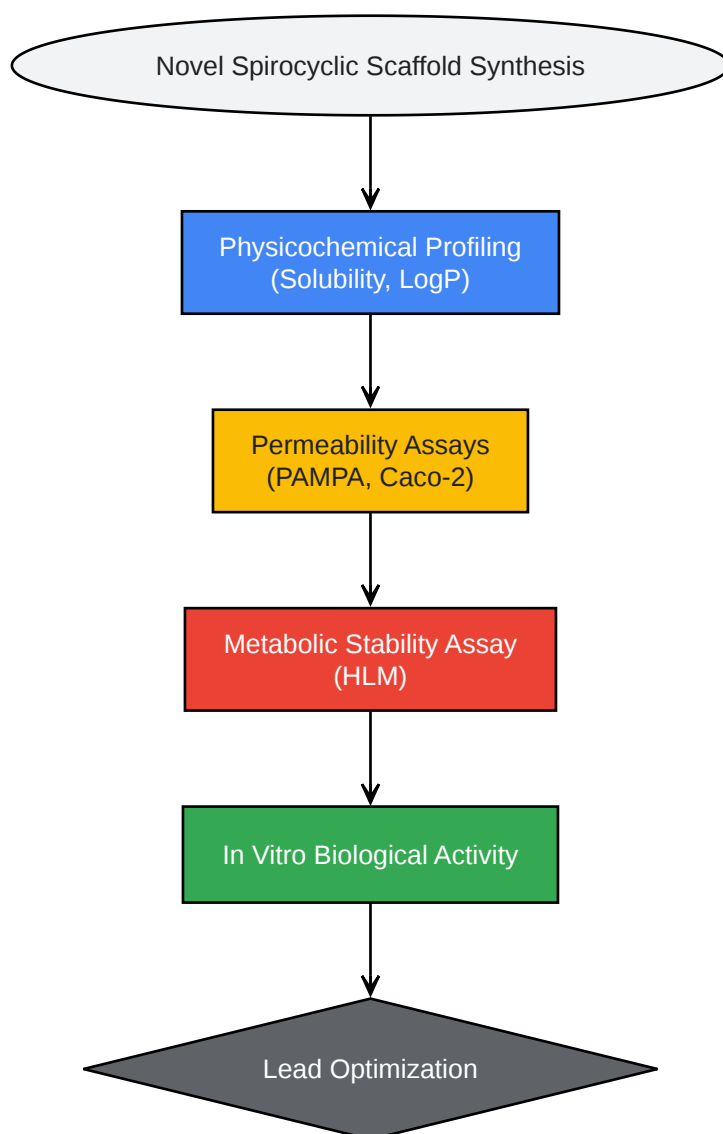 Novel Spirocyclic Scaffold Synthesis
Physicochemical Profiling
(Solubility, LogP)
Permeability Assays
(PAMPA, Caco-2)
Metabolic Stability Assay
(HLM)
In Vitro Biological Activity
Lead Optimization